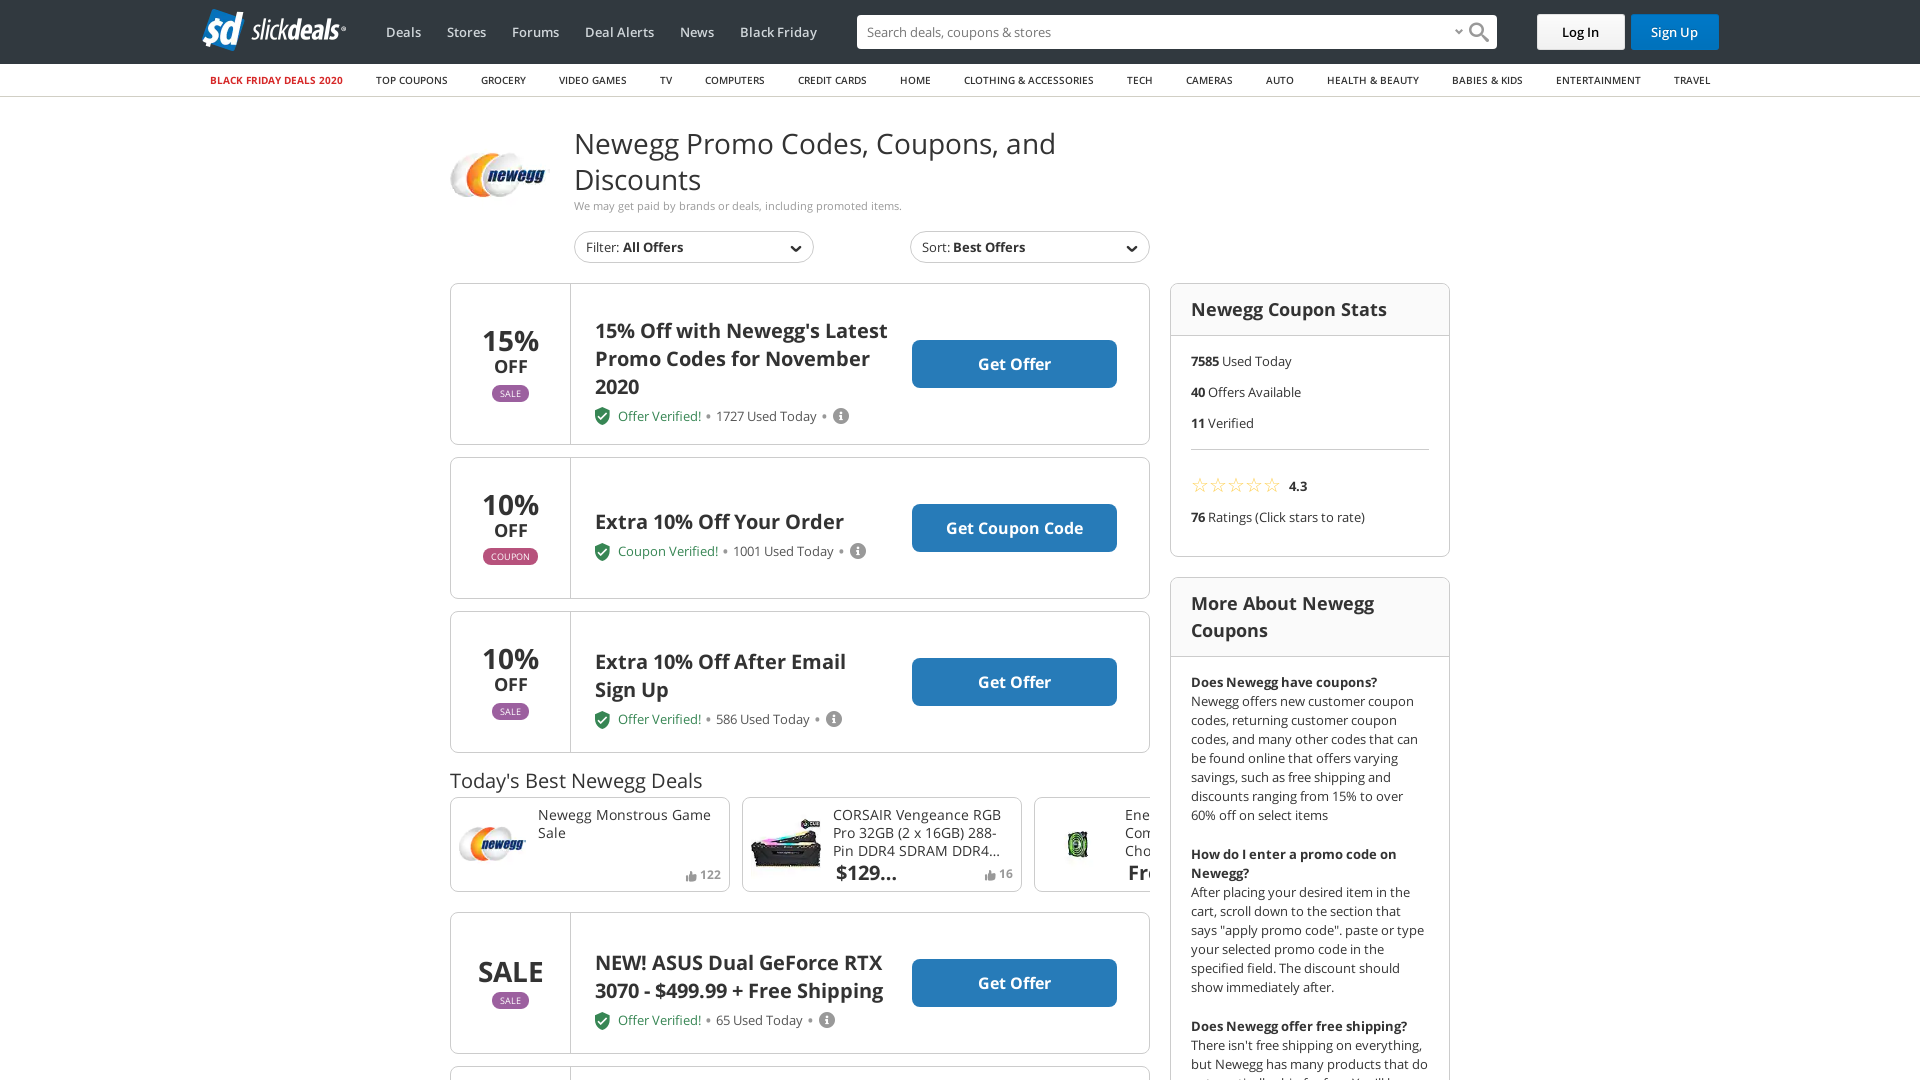 sd slickdeals
Deals Stores Forums Deal Alerts News Black Friday
Search deals, coupons & stores
Log In Sign Up
BLACK FRIDAY DEALS 2020 TOP COUPONS GROCERY VIDEO GAMES TV COMPUTERS CREDIT CARDS HOME CLOTHING & ACCESSORIES TECH CAMERAS AUTO HEALTH & BEAUTY BABIES & KIDS ENTERTAINMENT TRAVEL
newegg
Newegg Promo Codes, Coupons, and
Discounts
We may get paid by brands or deals, including promoted items.
Filter: All Offers
Sort: Best Offers
15%
OFF
SALE
15% Off with Newegg's Latest
Promo Codes for November
2020
Offer Verified! • 1727 Used Today •
Get Offer
10%
OFF
COUPON
Extra 10% Off Your Order
Coupon Verified! • 1001 Used Today •
Get Coupon Code
10%
OFF
SALE
Extra 10% Off After Email
Sign Up
Offer Verified! • 586 Used Today •
Get Offer
Today's Best Newegg Deals
newegg
Newegg Monstrous Game
Sale
122
CORSAIR Vengeance RGB
Pro 32GB (2 x 16GB) 288-
Pin DDR4 SDRAM DDR4...
$129...
16
Ene
Com
Cho
Fre
SALE
SALE
NEW! ASUS Dual GeForce RTX
3070 - $499.99 + Free Shipping
Offer Verified! • 65 Used Today •
Get Offer
Newegg Coupon Stats
7585 Used Today
40 Offers Available
11 Verified
4.3
76 Ratings (Click stars to rate)
More About Newegg
Coupons
Does Newegg have coupons?
Newegg offers new customer coupon
codes, returning customer coupon
codes, and many other codes that can
be found online that offers varying
savings, such as free shipping and
discounts ranging from 15% to over
60% off on select items
How do I enter a promo code on
Newegg?
After placing your desired item in the
cart, scroll down to the section that
says "apply promo code". paste or type
your selected promo code in the
specified field. The discount should
show immediately after.
Does Newegg offer free shipping?
There isn't free shipping on everything,
but Newegg has many products that do